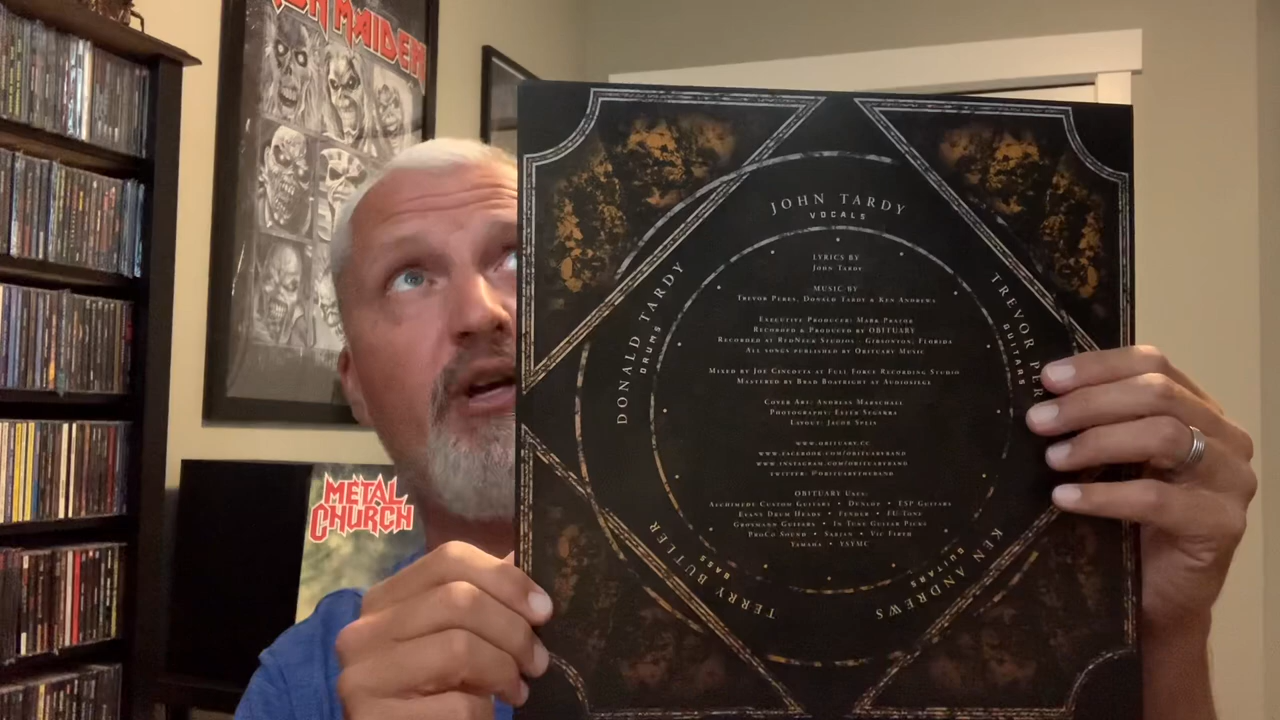 IRON MAIDEN
METAL
CHURCH
JOHN TARDY
VOCALS
DONALD TARDY
DRUMS
TREVOR PER
GUITARS
TERRY BUTLER
BASS
KEN ANDREWS
GUITARS
LYRICS BY
JOHN TARDY
MUSIC BY
TREVOR PERES, DONALD TARDY & KEN ANDREWS
EXECUTIVE PRODUCER: MARK PRATOR
RECORDED & PRODUCED BY OBITUARY
RECORDED AT REDNECK STUDIOS - GIBSONTON, FLORIDA
ALL SONGS PUBLISHED BY OBITUARY MUSIC
MIXED BY JOE CINCOTTA AT FULL FORCE RECORDING STUDIO
MASTERED BY BRAD BOATRIGHT AT AUDIOSIEGE
COVER ART: ANDREAS MARSCHALL
PHOTOGRAPHY: ESTER SEGARRA
LAYOUT: JACOB SPEIS
WWW.OBITUARY.CC
WWW.FACEBOOK.COM/OBITUARYBAND
WWW.INSTAGRAM.COM/OBITUARYBAND
TWITTER: @OBITUARYTHEBAND
OBITUARY USES:
ARCHIMEDY CUSTOM GUITARS • DUNLOP • ESP GUITARS
EVANS DRUM HEADS • FENDER • FU-TONE
GROVMANN GUITARS • IN TUNE GUITAR PICKS
PROCO SOUND • SABIAN • VIC FIRTH
YAMAHA •